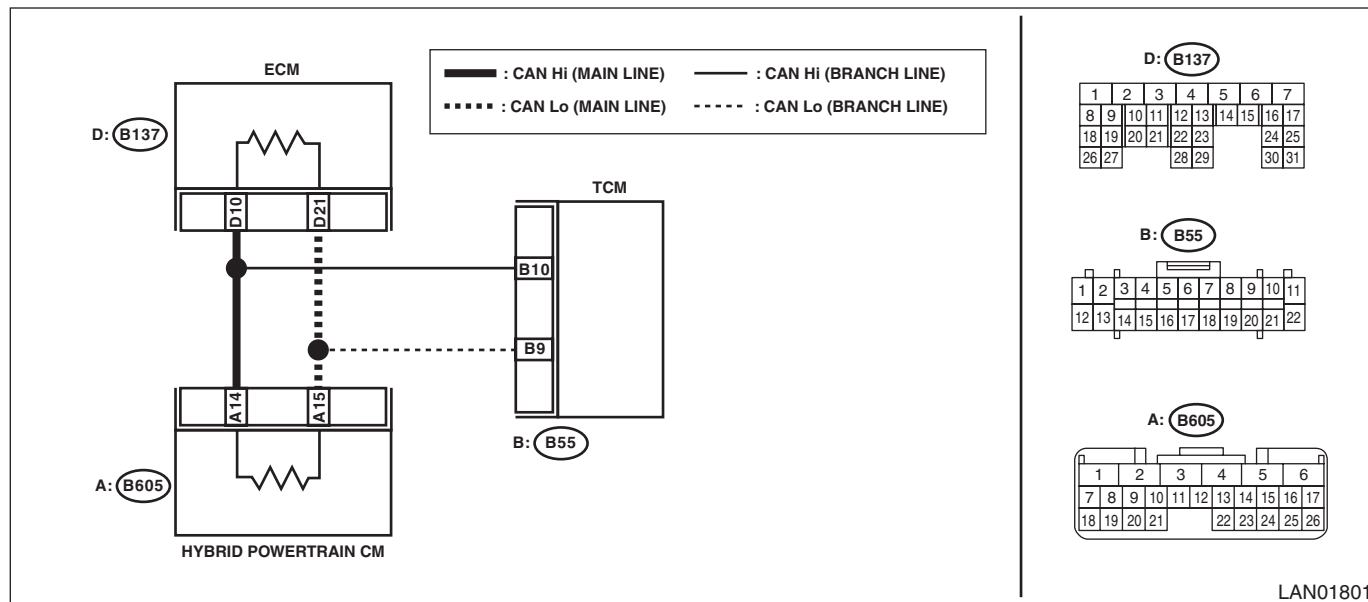 ECM
D: B137
D10 D21
: CAN Hi (MAIN LINE) : CAN Hi (BRANCH LINE)
: CAN Lo (MAIN LINE) : CAN Lo (BRANCH LINE)
TCM
B10
B9
B: B55
A14 A15
A: B605
HYBRID POWERTRAIN CM
D: B137
1 2 3 4 5 6 7
8 9 10 11 12 13 14 15 16 17
18 19 20 21 22 23 24 25
26 27 28 29 30 31
B: B55
1 2 3 4 5 6 7 8 9 10 11
12 13 14 15 16 17 18 19 20 21 22
A: B605
1 2 3 4 5 6
7 8 9 10 11 12 13 14 15 16 17
18 19 20 21 22 23 24 25 26
LAN01801